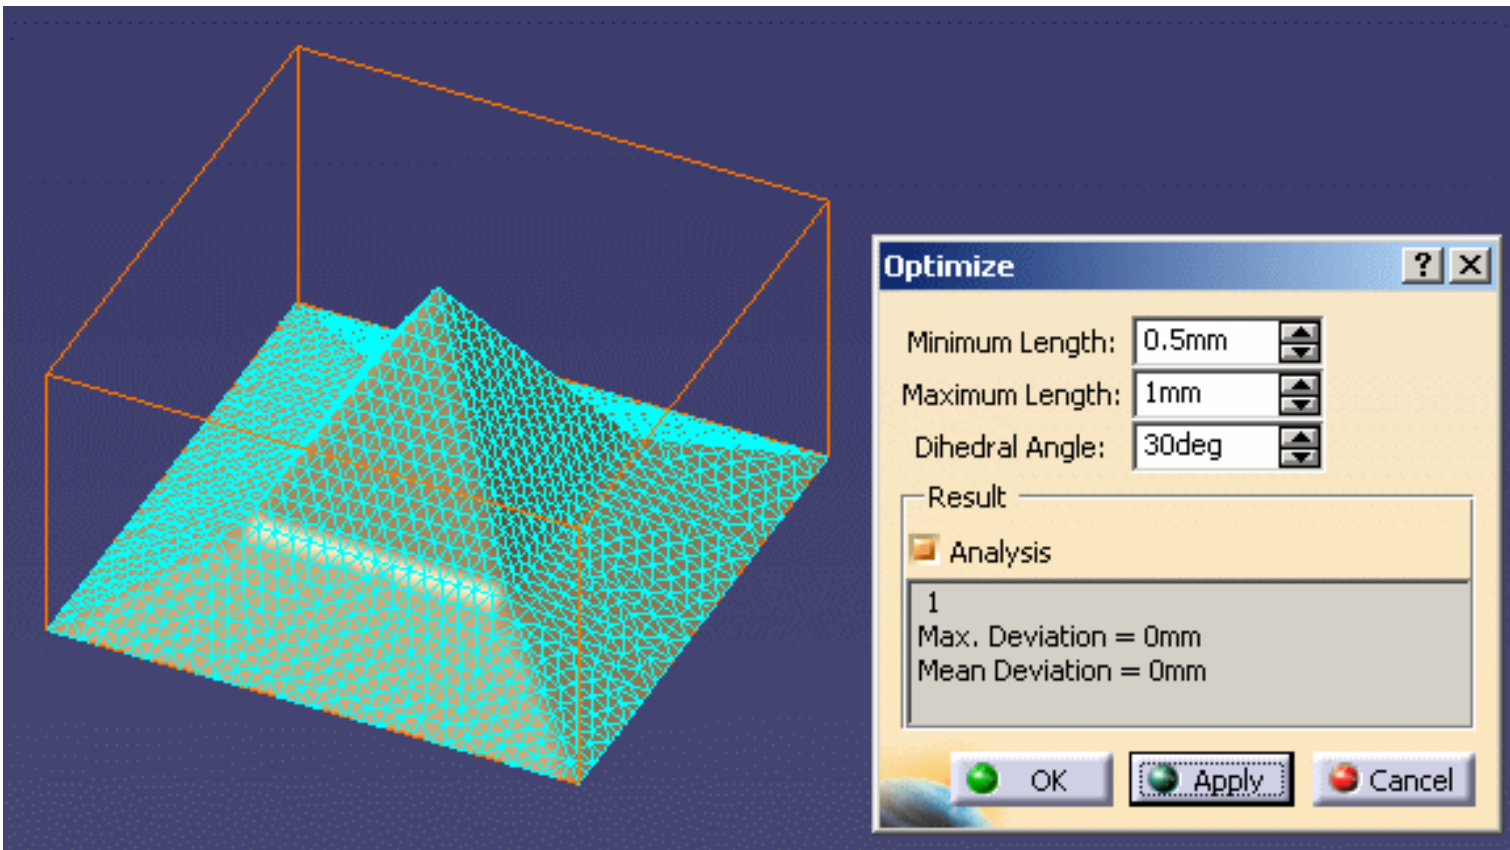 Optimize
Minimum Length: 0.5mm
Maximum Length: 1mm
Dihedral Angle: 30deg
Result
Analysis
1
Max. Deviation = 0mm
Mean Deviation = 0mm
OK Apply Cancel